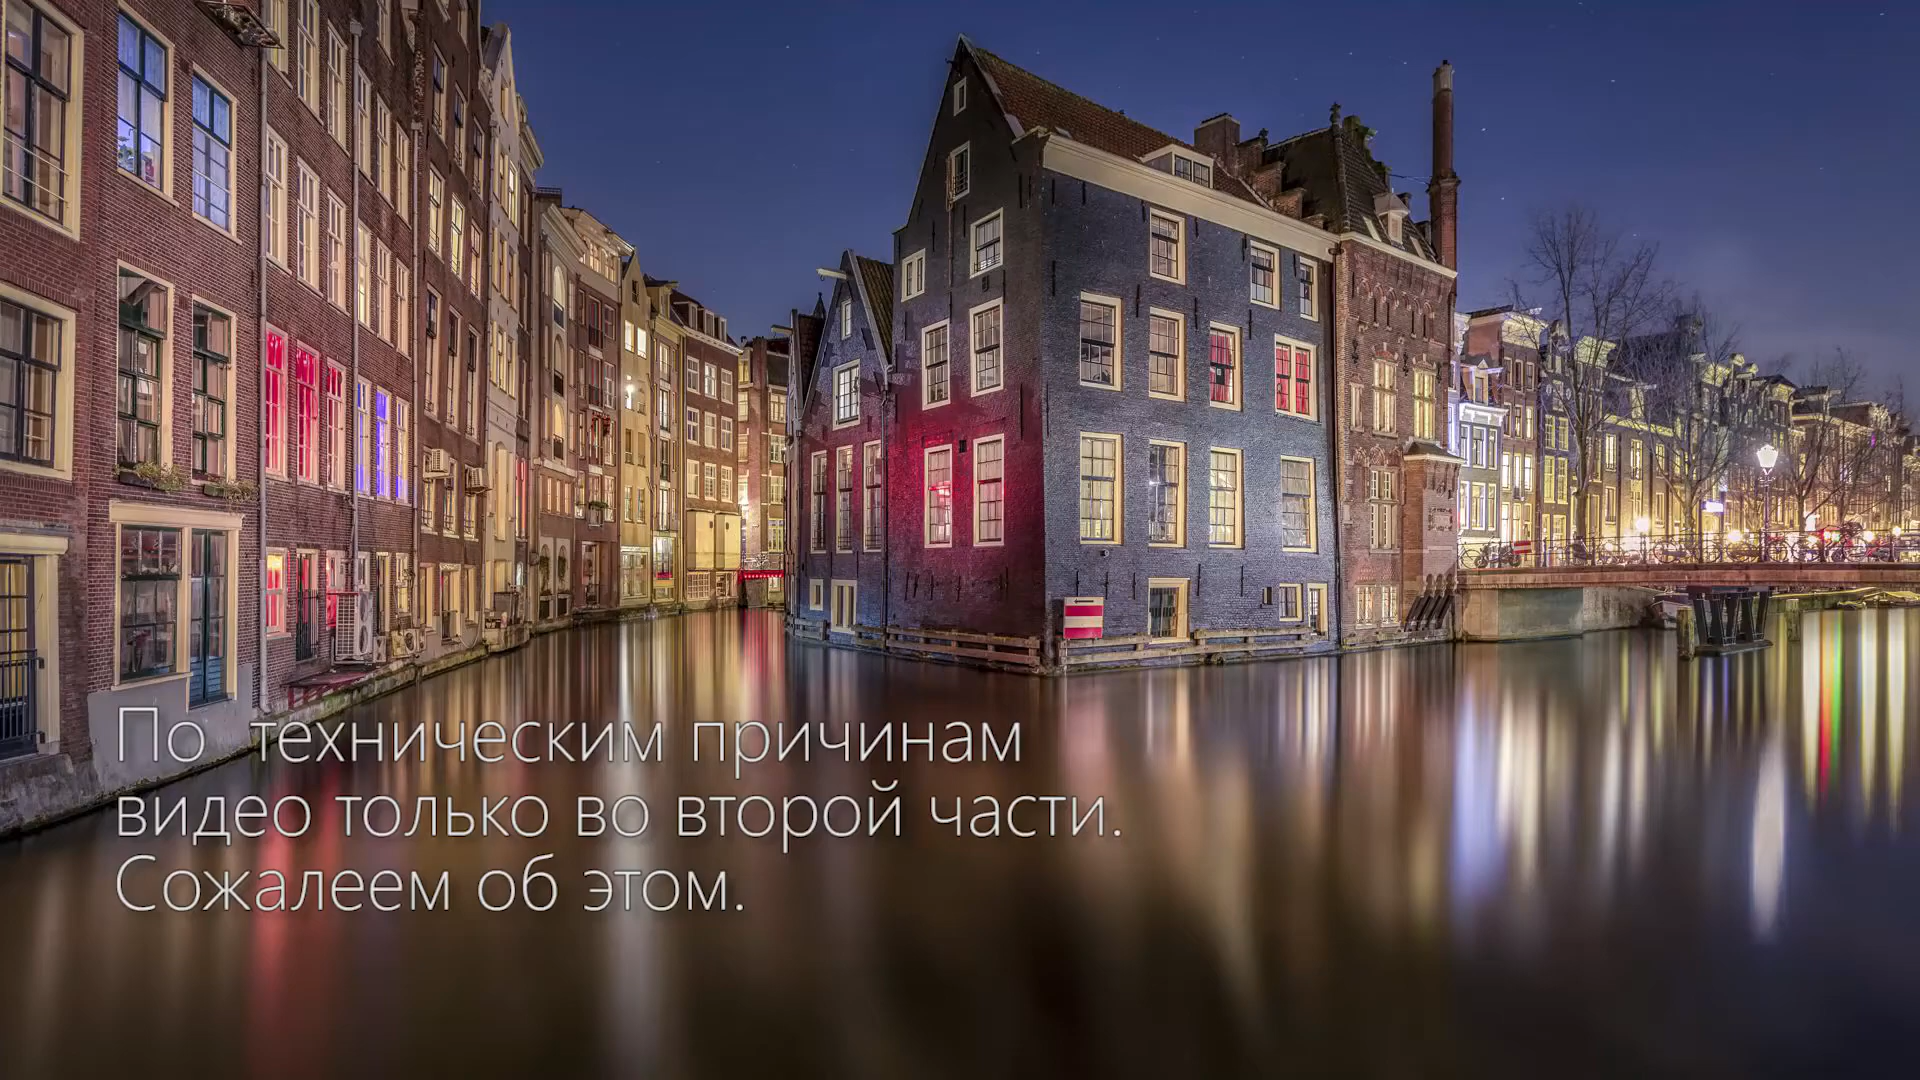 По техническим причинам
видео только во второй части.
Сожалеем об этом.